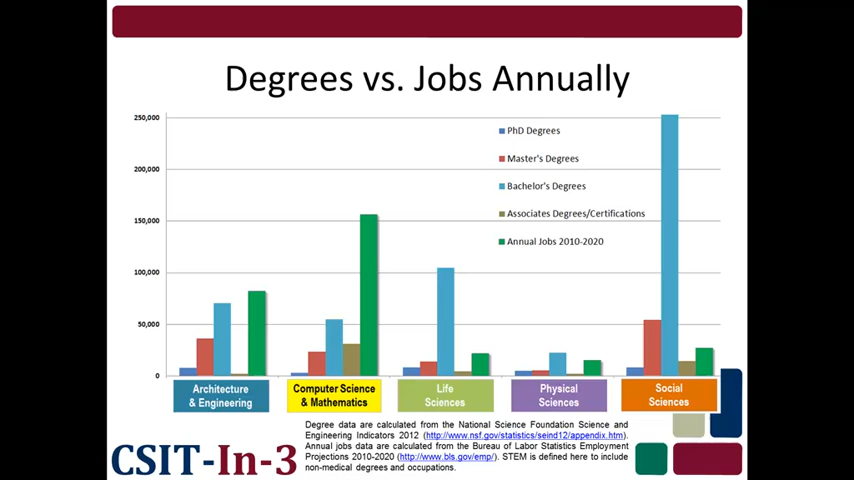 Degrees vs. Jobs Annually
250,000
200,000
150,000
100,000
50,000
0
PhD Degrees
Master's Degrees
Bachelor's Degrees
Associates Degrees/Certifications
Annual Jobs 2010-2020
Architecture
& Engineering
Computer Science
& Mathematics
Life
Sciences
Physical
Sciences
Social
Sciences
Degree data are calculated from the National Science Foundation Science and
Engineering Indicators 2012 (http://www.nsf.gov/statistics/seind12/appendix.htm).
Annual jobs data are calculated from the Bureau of Labor Statistics Employment
Projections 2010-2020 (http://www.bls.gov/emp/). STEM is defined here to include
non-medical degrees and occupations.
CSIT-In-3